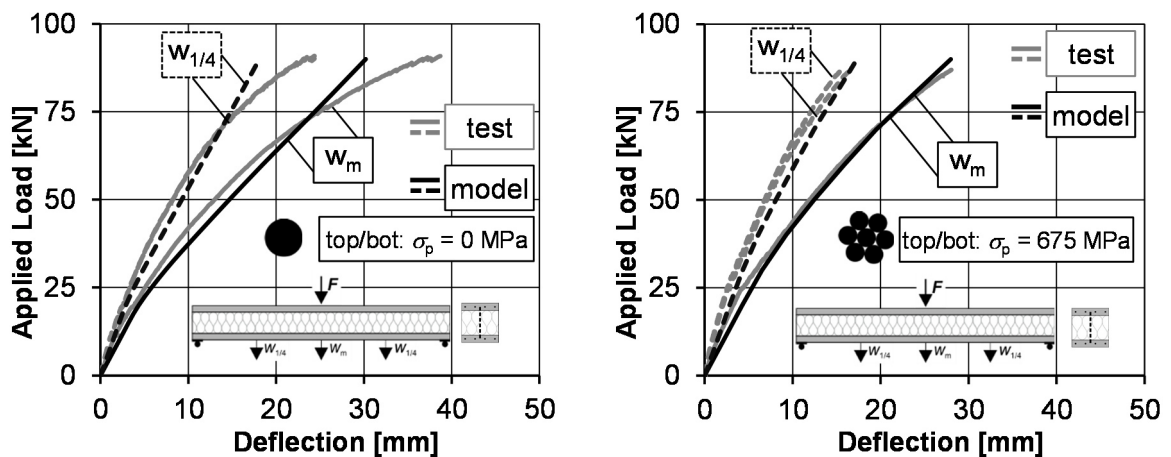 Applied Load [kN]
100
75
50
25
0
w1/4
test
wm
model
top/bot: σp = 0 MPa
F
w1/4 wm w1/4
0 10 20 30 40 50
Deflection [mm]
Applied Load [kN]
100
75
50
25
0
w1/4
test
model
wm
top/bot: σp = 675 MPa
F
w1/4 wm w1/4
0 10 20 30 40 50
Deflection [mm]